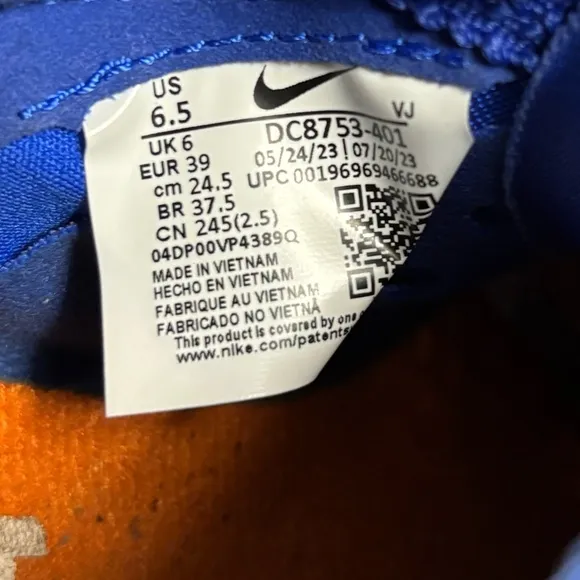 US
6.5
VJ
UK 6
DC8753-401
EUR 39
05/24/23 | 07/20/23
cm 24.5
UPC 00196969466688
BR 37.5
CN 245(2.5)
04DP00VP4389Q
MADE IN VIETNAM
HECHO EN VIETNAM
FABRIQUE AU VIETNAM
FABRICADO NO VIETNÃ
This product is covered by one
www.nike.com/patents